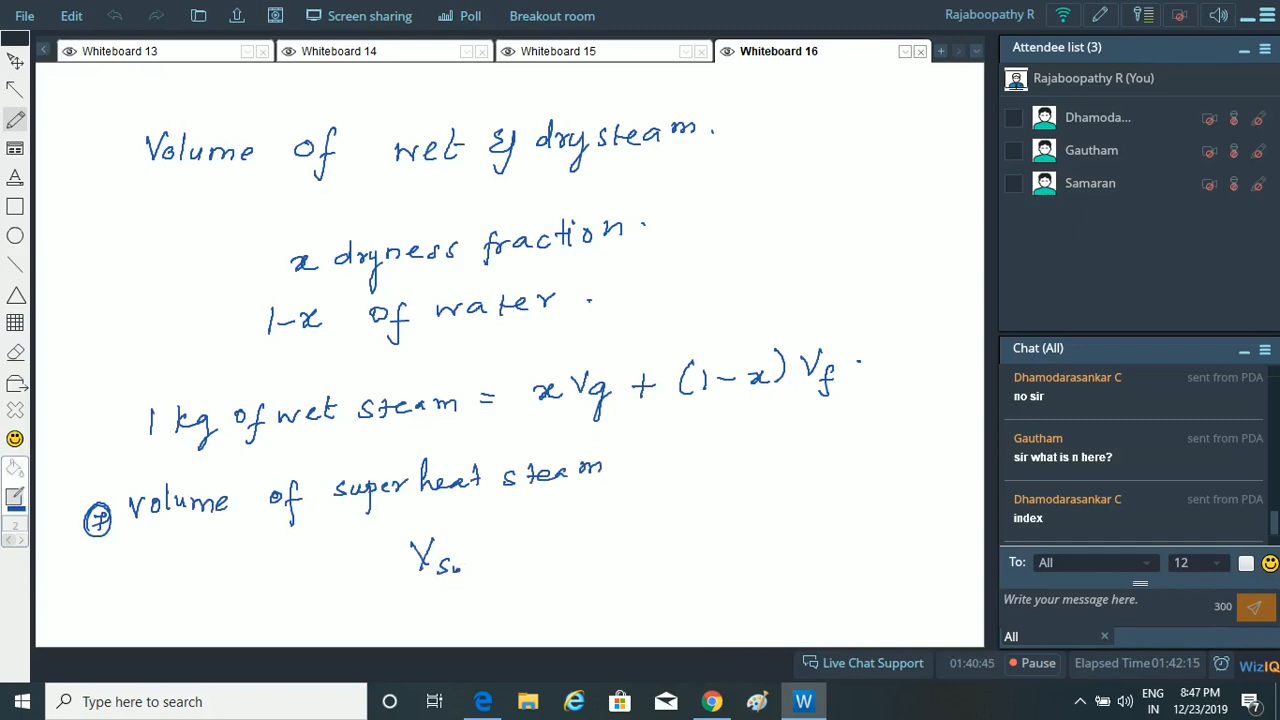 File Edit Screen sharing Poll Breakout room Rajaboopathy R
Whiteboard 13 Whiteboard 14 Whiteboard 15 Whiteboard 16
Volume of wet & dry steam.
x dryness fraction.
1-x of water.
1 kg of wet steam = x Vg + (1-x) Vf.
⑦ Volume of superheat steam
Vsu
Attendee list (3)
Rajaboopathy R (You)
Dhamoda...
Gautham
Samaran
Chat (All)
Dhamodarasankar C sent from PDA
no sir
Gautham sent from PDA
sir what is n here?
Dhamodarasankar C sent from PDA
index
To: All 12
Write your message here. 300
All
2
Live Chat Support 01:40:45 Pause Elapsed Time 01:42:15 WizIQ
Type here to search
ENG 8:47 PM
IN 12/23/2019 7